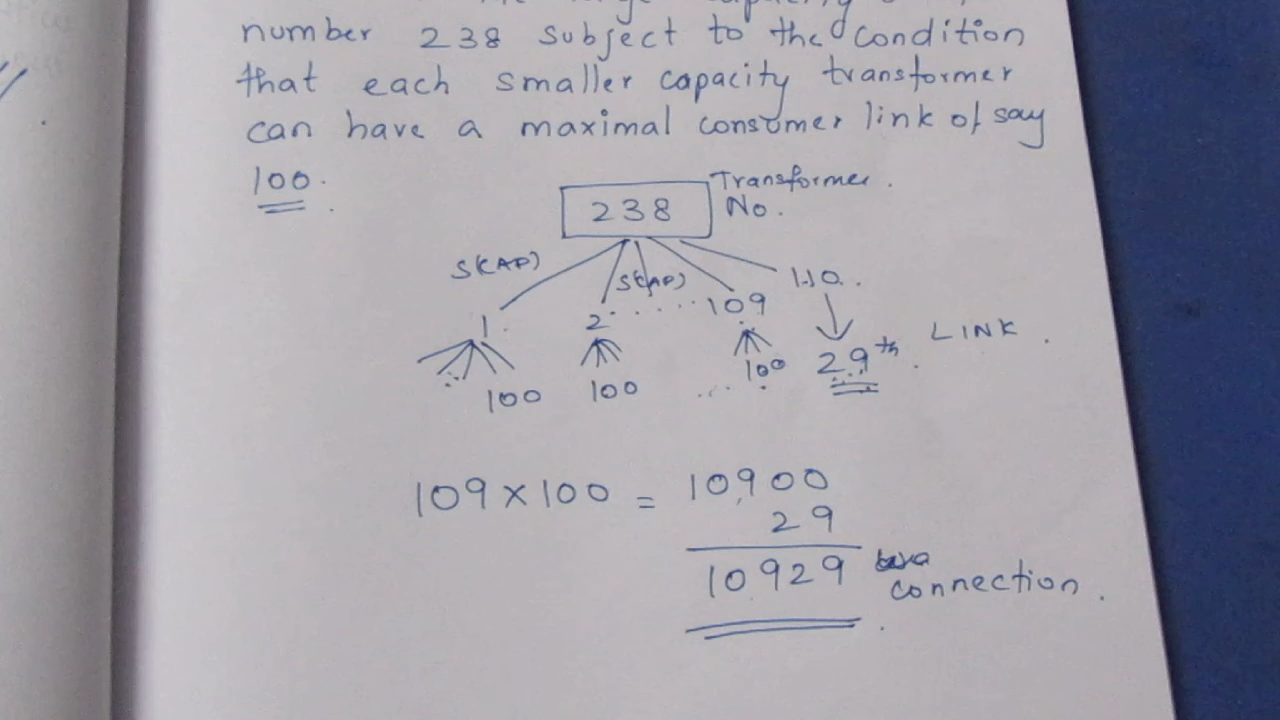 number 238 subject to the condition
that each smaller capacity transformer
can have a maximal consumer link of say
100.
238
Transformer
No.
S(AP)
S(AP)
1. 2 ..... 109 1.10.
100 100 ..... 100 29th LINK.
109 × 100 = 10900
29
10929
connection.